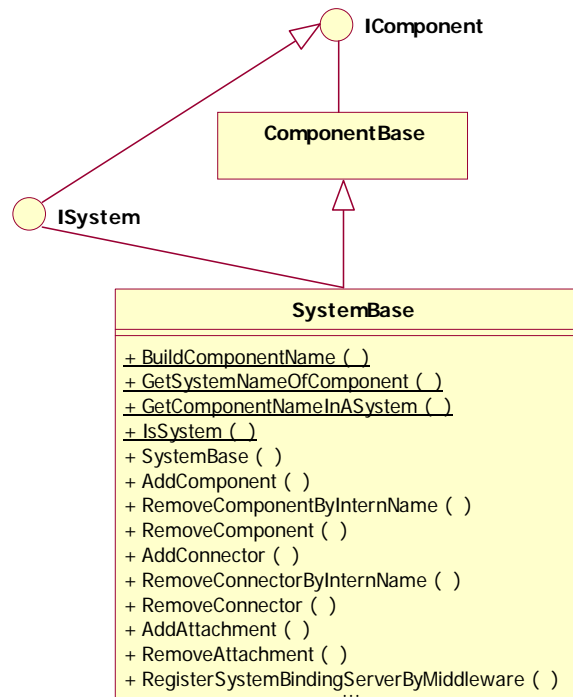 IComponent
ComponentBase
ISystem
SystemBase
+ BuildComponentName ( )
+ GetSystemNameOfComponent ( )
+ GetComponentNameInASystem ( )
+ IsSystem ( )
+ SystemBase ( )
+ AddComponent ( )
+ RemoveComponentByInternName ( )
+ RemoveComponent ( )
+ AddConnector ( )
+ RemoveConnectorByInternName ( )
+ RemoveConnector ( )
+ AddAttachment ( )
+ RemoveAttachment ( )
+ RegisterSystemBindingServerByMiddleware ( )